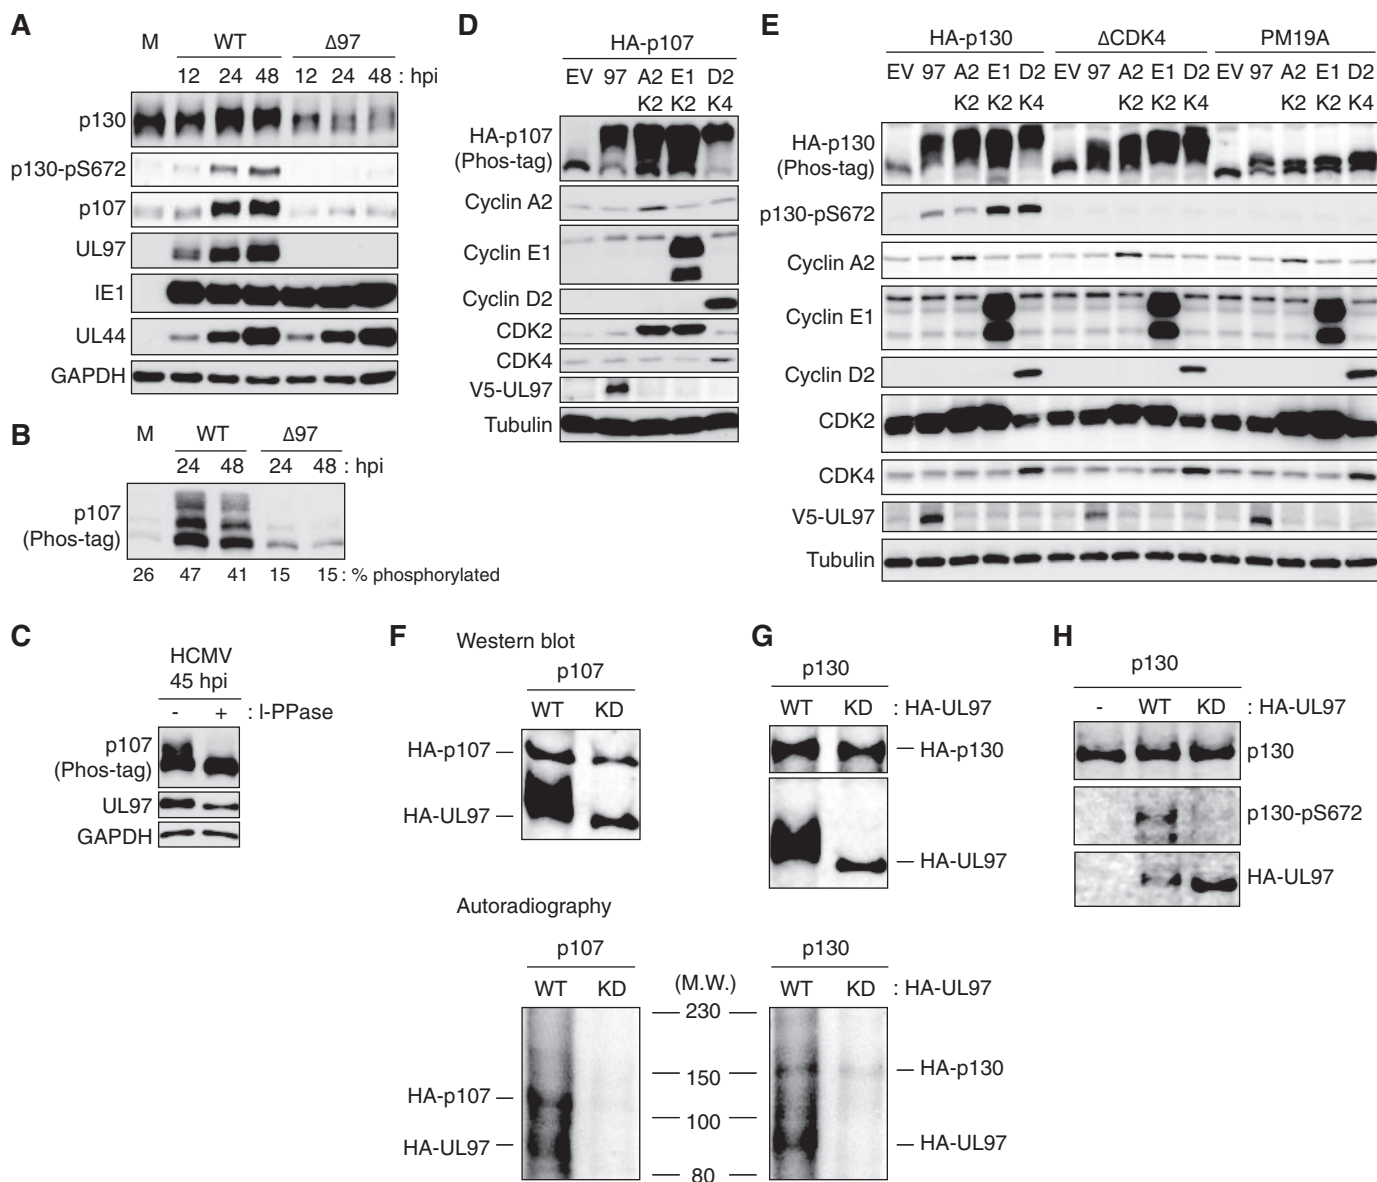 A
M WT Δ97
12 24 48 12 24 48 : hpi
p130
p130-pS672
p107
UL97
IE1
UL44
GAPDH
B
M WT Δ97
24 48 24 48 : hpi
p107
(Phos-tag)
26 47 41 15 15 : % phosphorylated
C
HCMV
45 hpi
- + : l-PPase
p107
(Phos-tag)
UL97
GAPDH
D
HA-p107
EV 97 A2 E1 D2
K2 K2 K4
HA-p107
(Phos-tag)
Cyclin A2
Cyclin E1
Cyclin D2
CDK2
CDK4
V5-UL97
Tubulin
E
HA-p130 ΔCDK4 PM19A
EV 97 A2 E1 D2 EV 97 A2 E1 D2 EV 97 A2 E1 D2
K2 K2 K4 K2 K2 K4 K2 K2 K4
HA-p130
(Phos-tag)
p130-pS672
Cyclin A2
Cyclin E1
Cyclin D2
CDK2
CDK4
V5-UL97
Tubulin
F
Western blot
p107
WT KD
HA-p107
HA-UL97
Autoradiography
p107
WT KD
HA-p107
HA-UL97
(M.W.)
230
150
100
80
G
p130
WT KD : HA-UL97
HA-p130
HA-UL97
p130
WT KD : HA-UL97
HA-p130
HA-UL97
H
p130
- WT KD : HA-UL97
p130
p130-pS672
HA-UL97